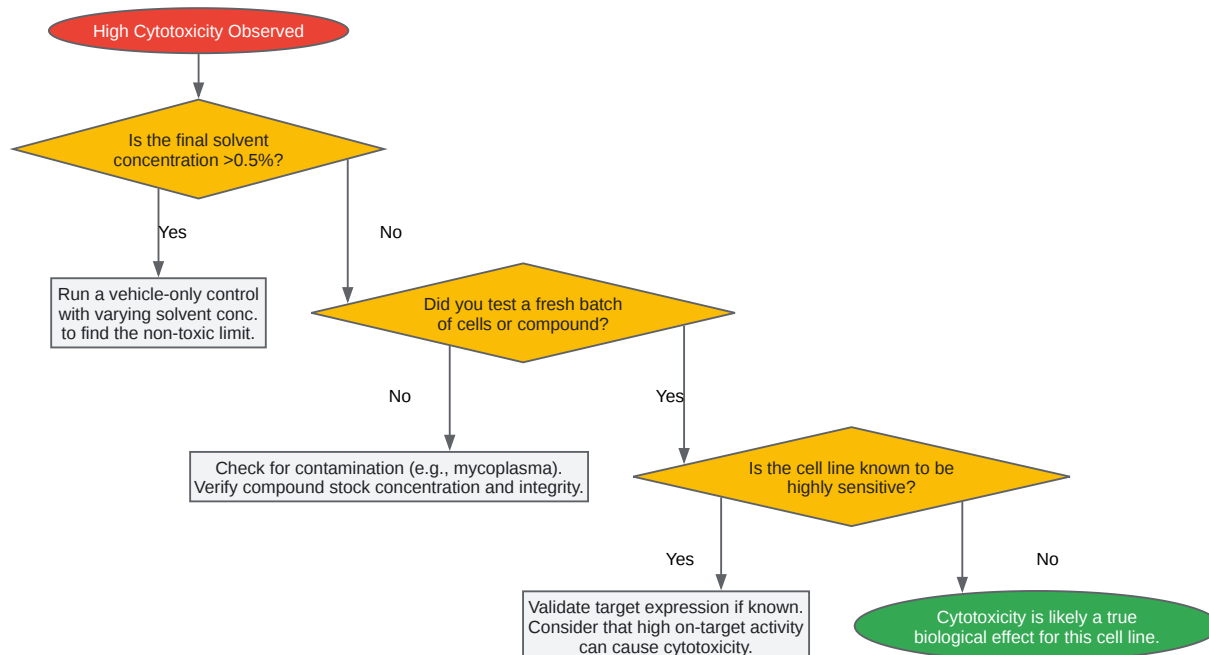 High Cytotoxicity Observed
Is the final solvent
concentration >0.5%?
Yes
No
Run a vehicle-only control
with varying solvent conc.
to find the non-toxic limit.
Did you test a fresh batch
of cells or compound?
No
Yes
Check for contamination (e.g., mycoplasma).
Verify compound stock concentration and integrity.
Is the cell line known to be
highly sensitive?
Yes
No
Validate target expression if known.
Consider that high on-target activity
can cause cytotoxicity.
Cytotoxicity is likely a true
biological effect for this cell line.